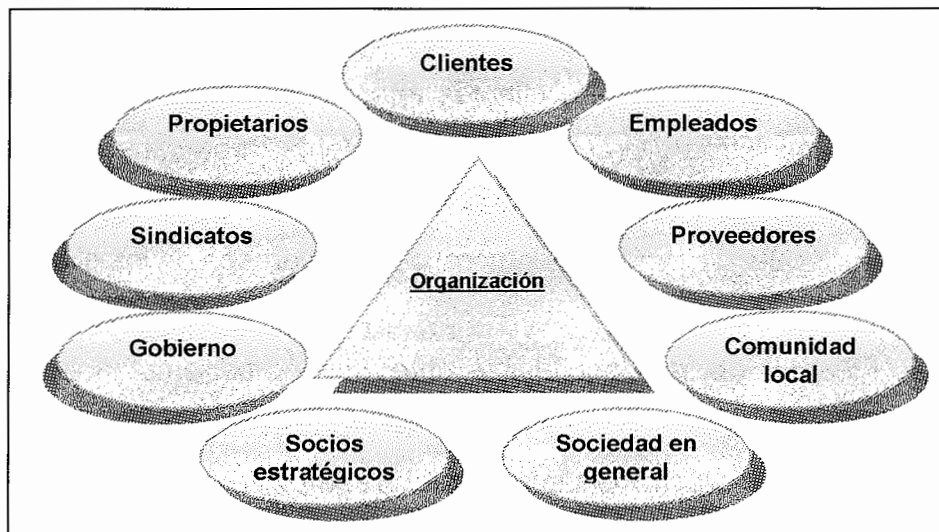 Clientes
Propietarios
Empleados
Sindicatos
Proveedores
Organización
Gobierno
Comunidad
local
Socios
estratégicos
Sociedad en
general